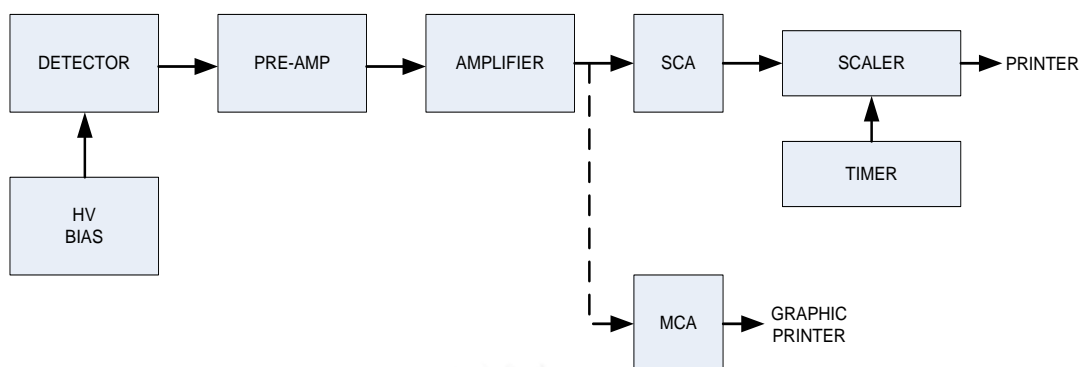 DETECTOR
PRE-AMP
AMPLIFIER
SCA
SCALER
PRINTER
TIMER
HV
BIAS
MCA
GRAPHIC
PRINTER